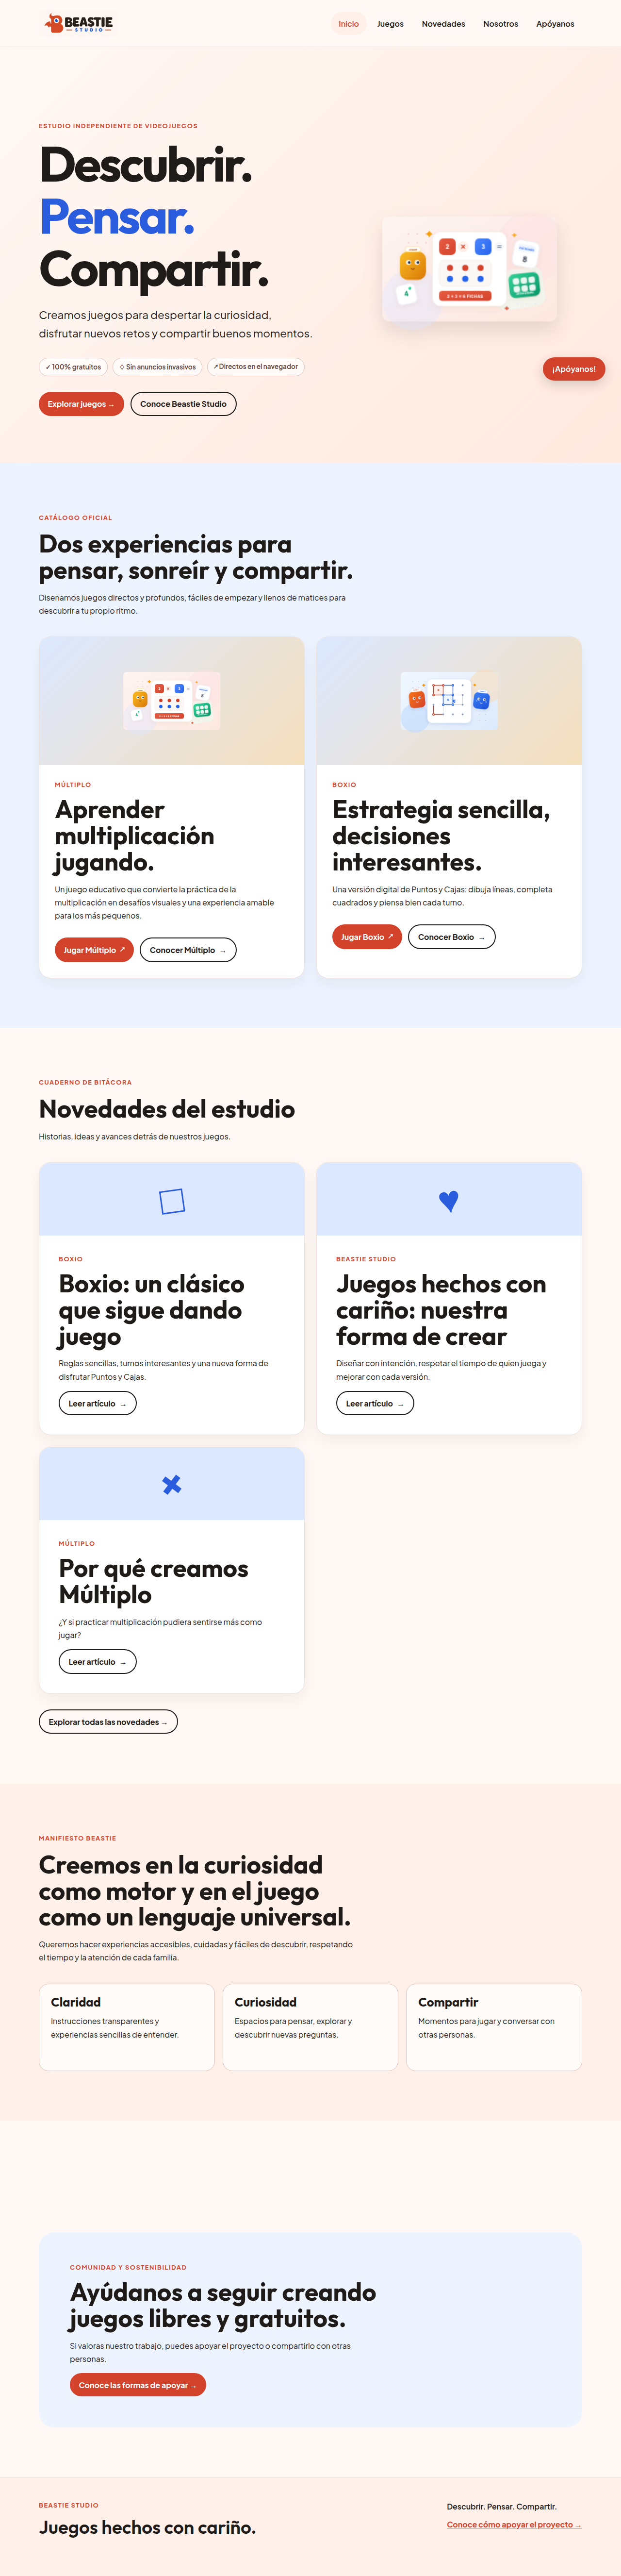 BEASTIE
STUDIO
Inicio
Juegos
Novedades
Nosotros
Apóyanos
ESTUDIO INDEPENDIENTE DE VIDEOJUEGOS
Descubrir.
Pensar.
Compartir.
Creamos juegos para despertar la curiosidad,
disfrutar nuevos retos y compartir buenos momentos.
✓ 100% gratuitos
♢ Sin anuncios invasivos
↗ Directos en el navegador
Explorar juegos →
Conoce Beastie Studio
2 × 3 =
8
4
2 × 3 = 6 FICHAS
¡Apóyanos!
CATÁLOGO OFICIAL
Dos experiencias para
pensar, sonreír y compartir.
Diseñamos juegos directos y profundos, fáciles de empezar y llenos de matices para
descubrir a tu propio ritmo.
2 × 3 =
MÚLTIPLO
Aprender
multiplicación
jugando.
Un juego educativo que convierte la práctica de la
multiplicación en desafíos visuales y una experiencia amable
para los más pequeños.
Jugar Múltiplo ↗
Conocer Múltiplo →
BOXIO
Estrategia sencilla,
decisiones
interesantes.
Una versión digital de Puntos y Cajas: dibuja líneas, completa
cuadrados y piensa bien cada turno.
Jugar Boxio ↗
Conocer Boxio →
CUADERNO DE BITÁCORA
Novedades del estudio
Historias, ideas y avances detrás de nuestros juegos.
BOXIO
Boxio: un clásico
que sigue dando
juego
Reglas sencillas, turnos interesantes y una nueva forma de
disfrutar Puntos y Cajas.
Leer artículo →
BEASTIE STUDIO
Juegos hechos con
cariño: nuestra
forma de crear
Diseñar con intención, respetar el tiempo de quien juega y
mejorar con cada versión.
Leer artículo →
MÚLTIPLO
Por qué creamos
Múltiplo
¿Y si practicar multiplicación pudiera sentirse más como
jugar?
Leer artículo →
Explorar todas las novedades →
MANIFIESTO BEASTIE
Creemos en la curiosidad
como motor y en el juego
como un lenguaje universal.
Queremos hacer experiencias accesibles, cuidadas y fáciles de descubrir, respetando
el tiempo y la atención de cada familia.
Claridad
Instrucciones transparentes y
experiencias sencillas de entender.
Curiosidad
Espacios para pensar, explorar y
descubrir nuevas preguntas.
Compartir
Momentos para jugar y conversar con
otras personas.
COMUNIDAD Y SOSTENIBILIDAD
Ayúdanos a seguir creando
juegos libres y gratuitos.
Si valoras nuestro trabajo, puedes apoyar el proyecto o compartirlo con otras
personas.
Conoce las formas de apoyar →
BEASTIE STUDIO
Juegos hechos con cariño.
Descubrir. Pensar. Compartir.
Conoce cómo apoyar el proyecto →